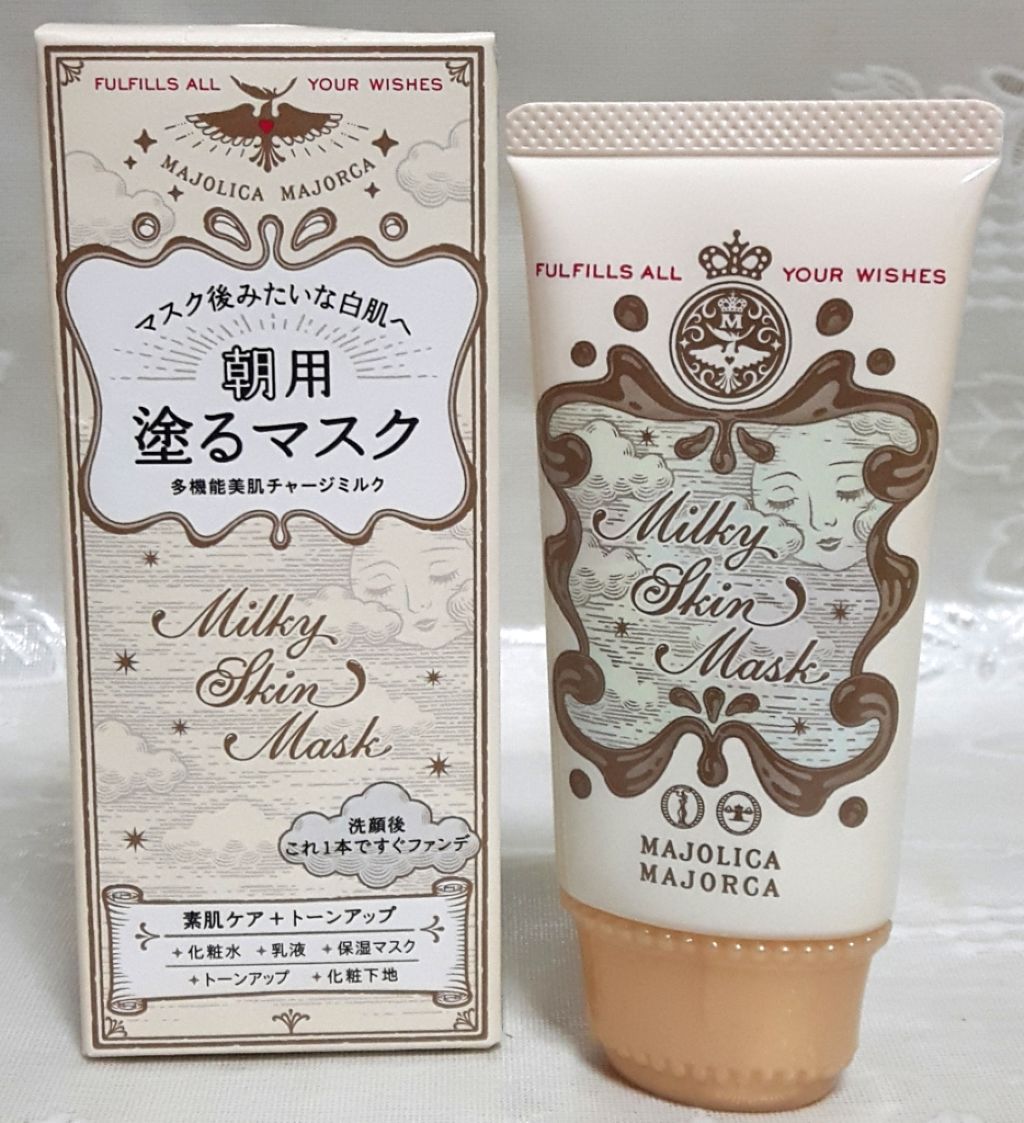 FULFILLS ALL YOUR WISHES
MAJOLICA MAJORCA
マスク後みたいな白肌へ
朝用
塗るマスク
多機能美肌チャージミルク
Milky
Skin
Mask
洗顔後
これ1本ですぐファンデ
素肌ケア+トーンアップ
+化粧水 +乳液 +保湿マスク
+トーンアップ +化粧下地
FULFILLS ALL YOUR WISHES
M
Milky
Skin
Mask
MAJOLICA
MAJORCA